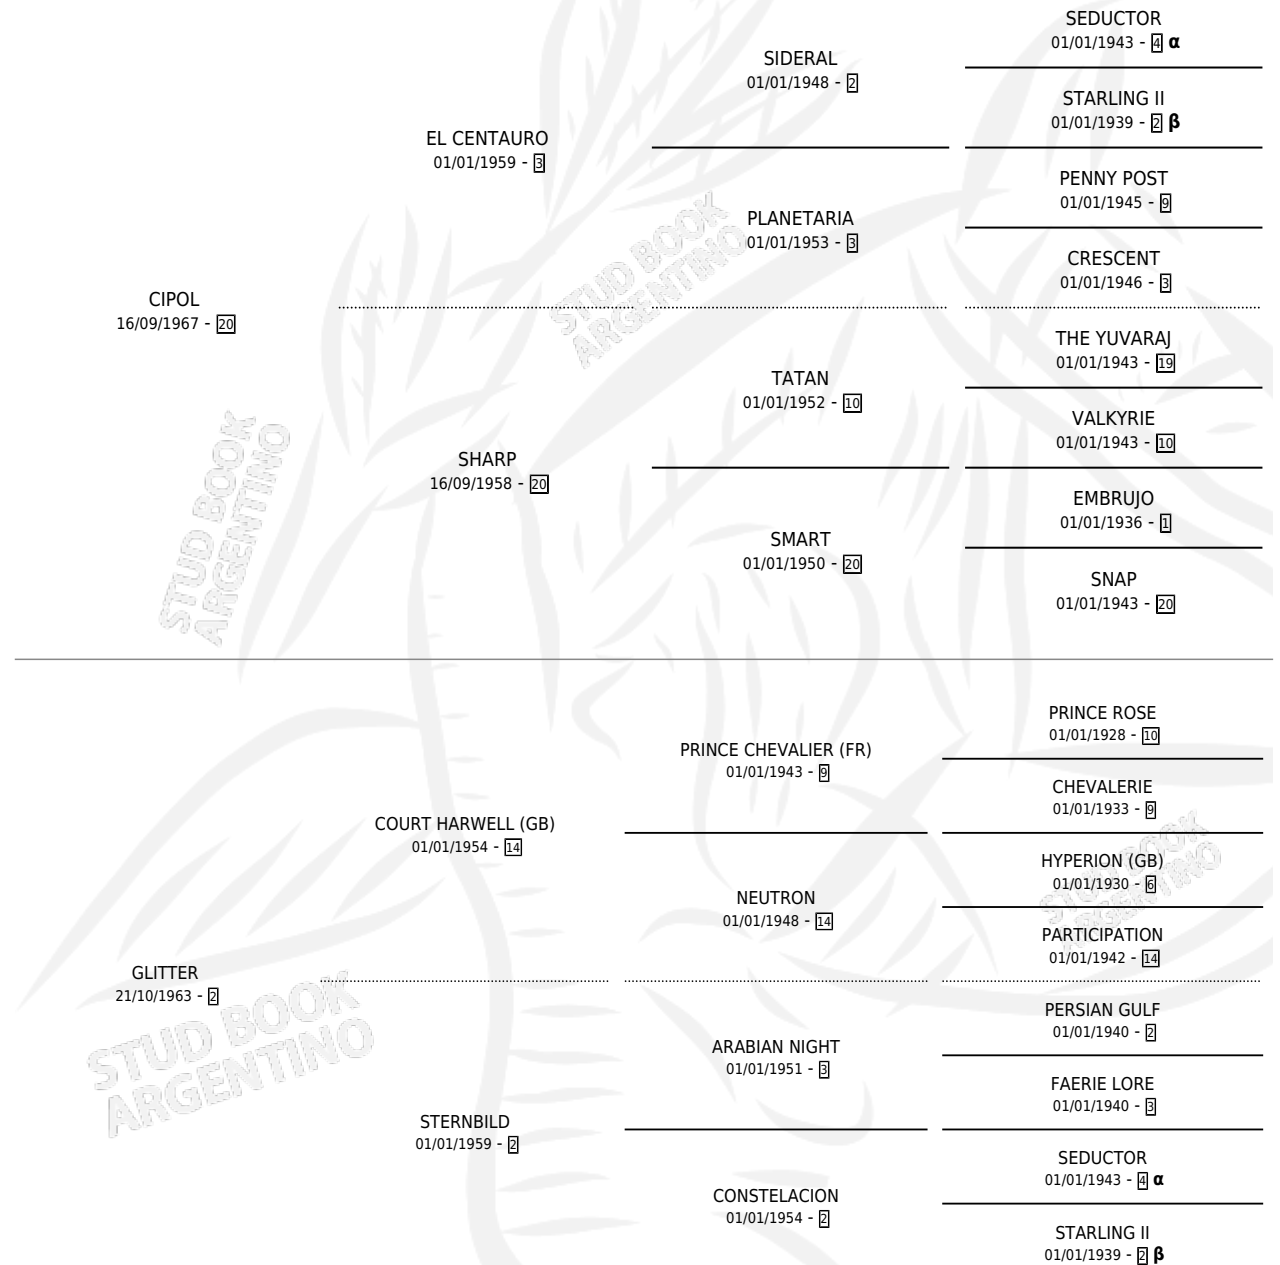 SEDUCTOR
01/01/1943 - 4 α
SIDERAL
01/01/1948 - 2
STARLING II
01/01/1939 - 2 β
EL CENTAURO
01/01/1959 - 3
PENNY POST
01/01/1945 - 9
PLANETARIA
01/01/1953 - 3
CRESCENT
01/01/1946 - 3
CIPOL
16/09/1967 - 20
THE YUVARAJ
01/01/1943 - 19
TATAN
01/01/1952 - 10
VALKYRIE
01/01/1943 - 10
SHARP
16/09/1958 - 20
EMBRUJO
01/01/1936 - 1
SMART
01/01/1950 - 20
SNAP
01/01/1943 - 20
STUD BOOK
ARGENTINO
STUD BOOK
ARGENTINO
PRINCE ROSE
01/01/1928 - 10
PRINCE CHEVALIER (FR)
01/01/1943 - 9
CHEVALERIE
01/01/1933 - 9
COURT HARWELL (GB)
01/01/1954 - 14
HYPERION (GB)
01/01/1930 - 6
NEUTRON
01/01/1948 - 14
PARTICIPATION
01/01/1942 - 14
GLITTER
21/10/1963 - 2
PERSIAN GULF
01/01/1940 - 2
ARABIAN NIGHT
01/01/1951 - 3
FAERIE LORE
01/01/1940 - 3
STERNBILD
01/01/1959 - 2
SEDUCTOR
01/01/1943 - 4 α
CONSTELACION
01/01/1954 - 2
STARLING II
01/01/1939 - 2 β
STUD BOOK
ARGENTINO
STUD BOOK
ARGENTINO